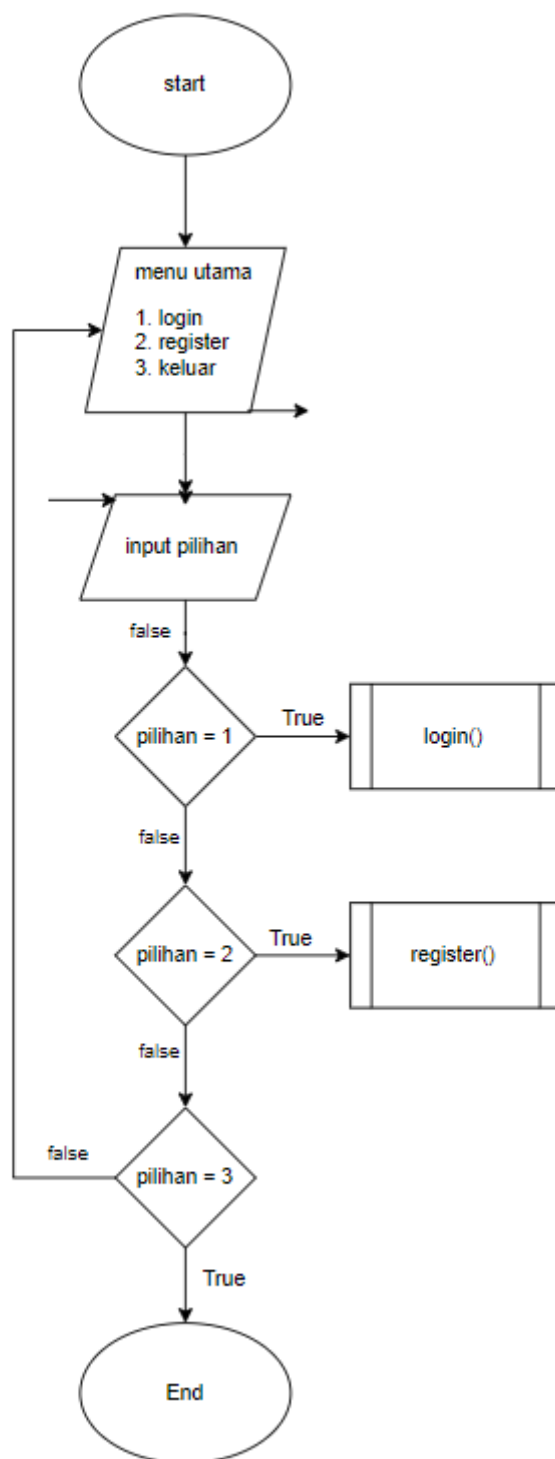 start
menu utama
1. login
2. register
3. keluar
input pilihan
false
pilihan = 1
True
login()
false
pilihan = 2
True
register()
false
pilihan = 3
false
True
End